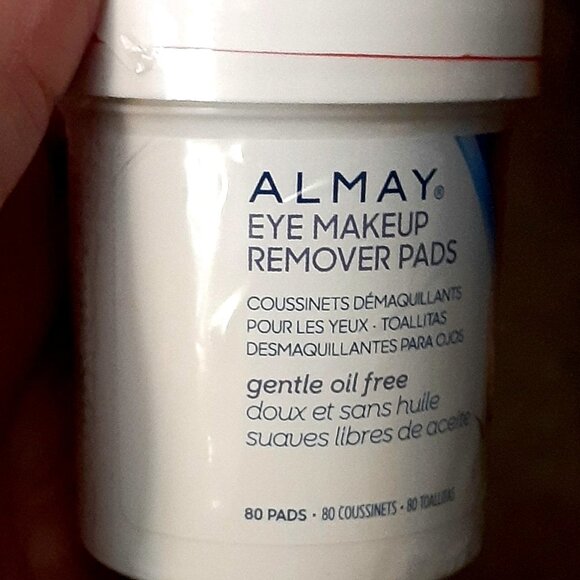 ALMAY®
EYE MAKEUP
REMOVER PADS
COUSSINETS DÉMAQUILLANTS
POUR LES YEUX · TOALLITAS
DESMAQUILLANTES PARA OJOS
gentle oil free
doux et sans huile
suaves libres de aceite
80 PADS · 80 COUSSINETS · 80 TOALLITAS